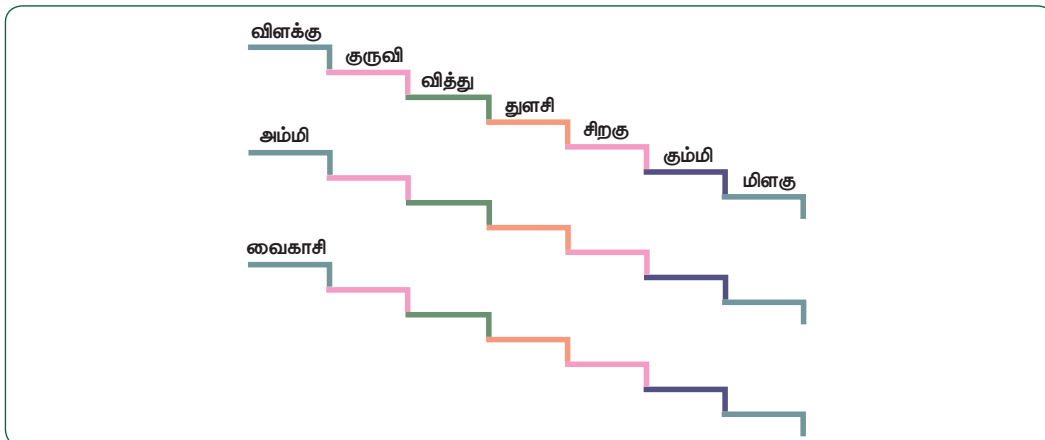 விளக்கு
குருவி
வித்து
துளசி
சிறகு
கும்மி
மிளகு
அம்மி
வைகாசி